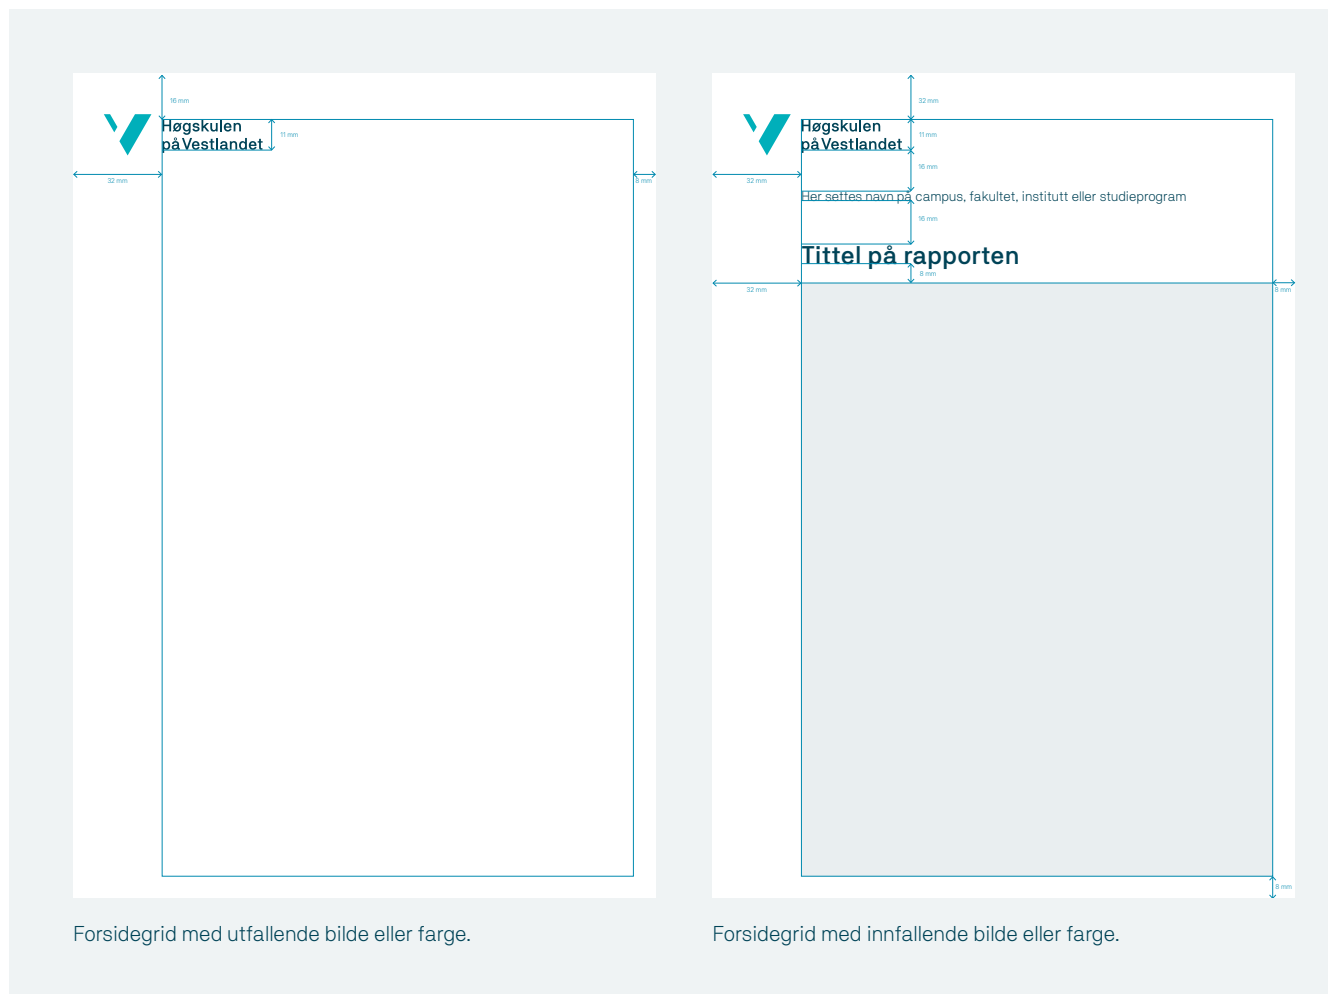 16 mm
Høgskulen
på Vestlandet
11 mm
32 mm
8 mm
Forsidegrid med utfallende bilde eller farge.
32 mm
Høgskulen
på Vestlandet
11 mm
16 mm
32 mm
Her settes navn på campus, fakultet, institutt eller studieprogram
16 mm
Tittel på rapporten
8 mm
32 mm
8 mm
8 mm
Forsidegrid med innfallende bilde eller farge.